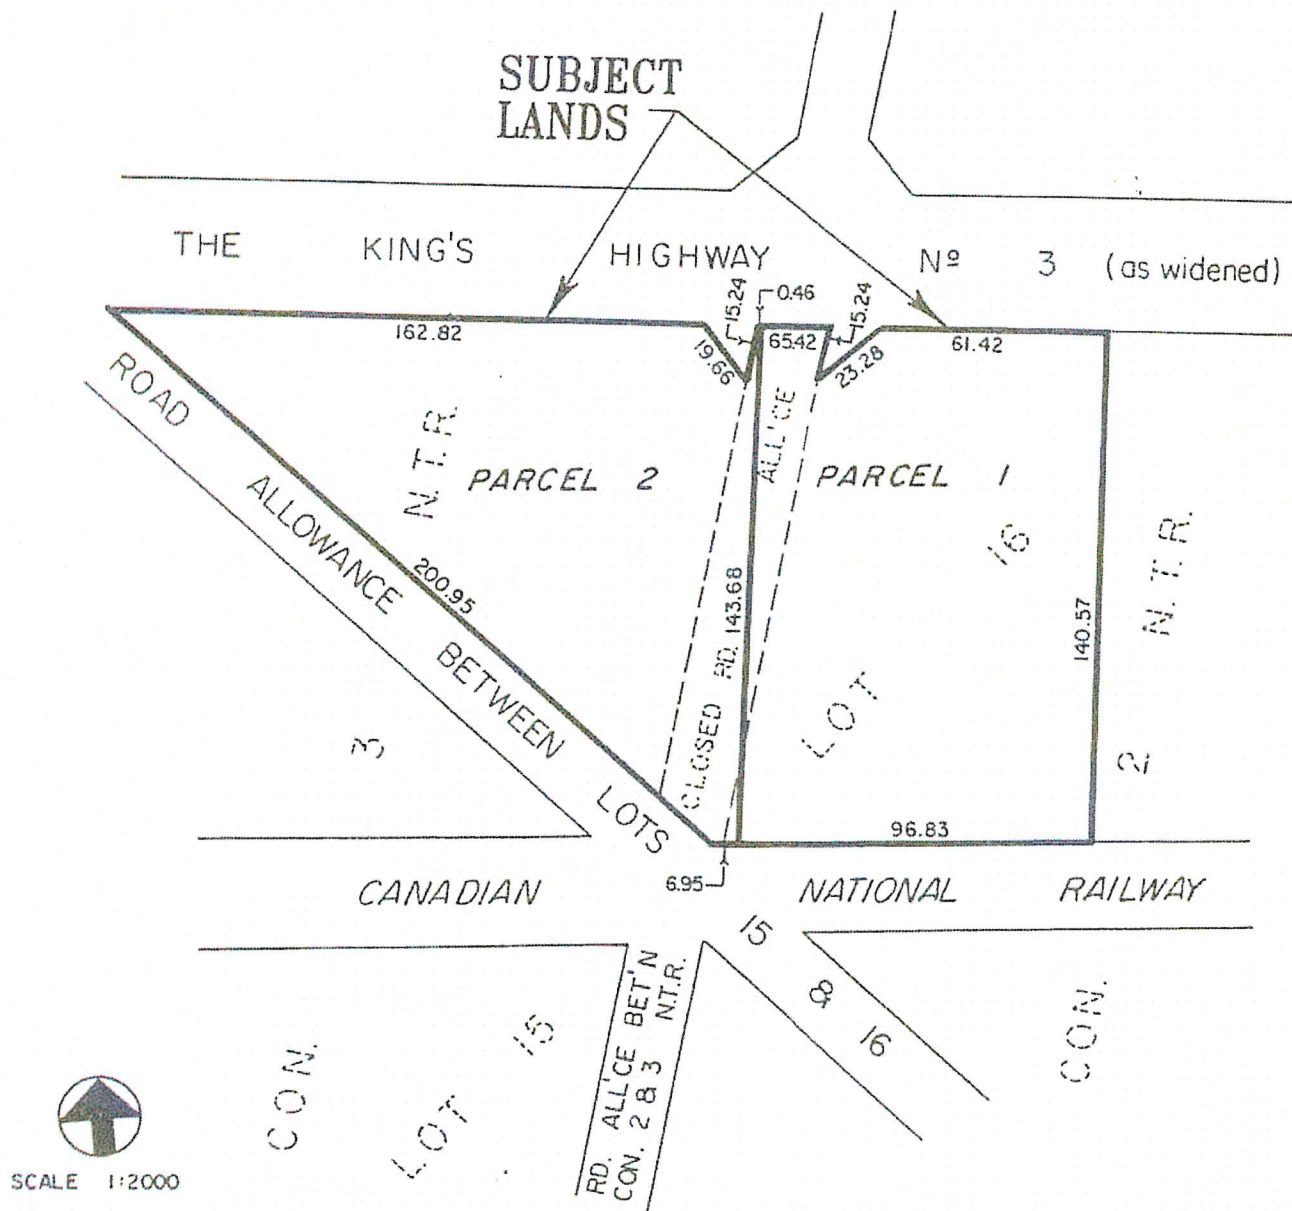 SUBJECT
LANDS
THE KING'S HIGHWAY Nº 3 (as widened)
162.82
19.66
15.24
0.46
65.42
15.24
23.28
61.42
ROAD ALLOWANCE BETWEEN LOTS 15 & 16
N.T.R.
PARCEL 2
200.95
CLOSED RD. ALL'CE
143.68
PARCEL 1
LOT 16
140.57
2 N.T.R.
3
96.83
6.95
CANADIAN NATIONAL RAILWAY
CON.
LOT 15
RD. ALL'CE BET'N
CON. 2 & 3 N.T.R.
CON.
SCALE 1:2000